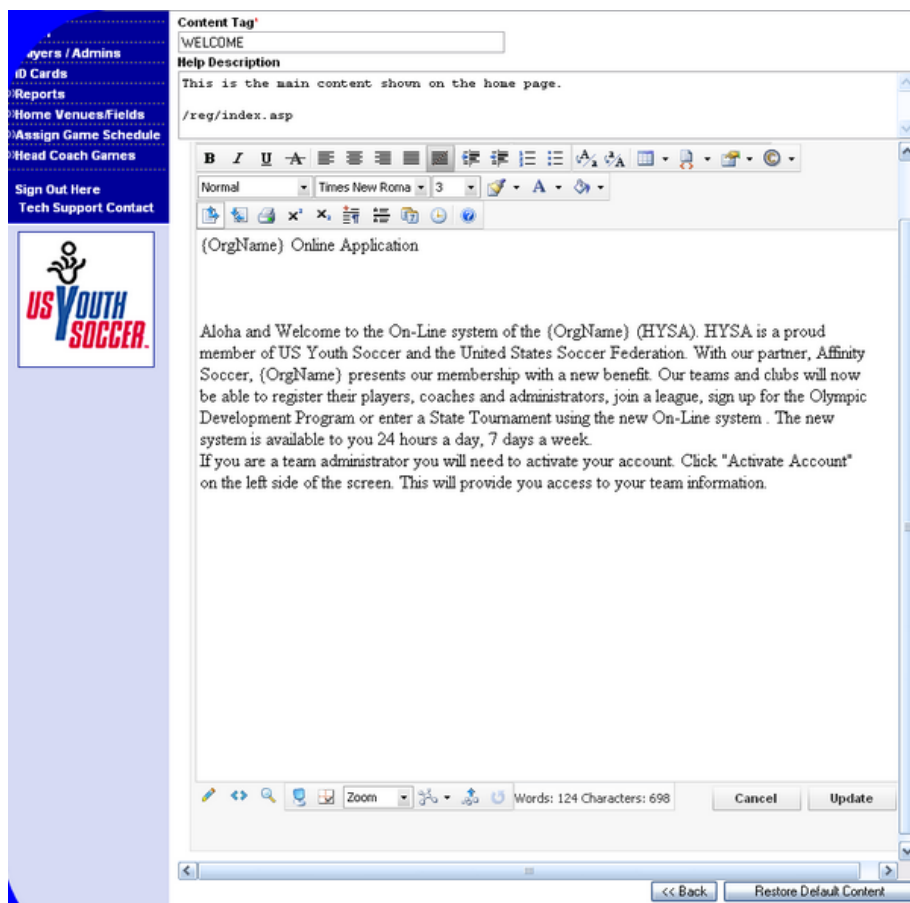 Content Tag*
WELCOME
Help Description
This is the main content shown on the home page.
/reg/index.asp
/ Admins
ID Cards
Reports
Home Venues/Fields
Assign Game Schedule
Head Coach Games
Sign Out Here
Tech Support Contact
US YOUTH
SOCCER.
B I U A
Normal Times New Roma 3 A
x² x₂
{OrgName} Online Application
Aloha and Welcome to the On-Line system of the {OrgName} (HYSA). HYSA is a proud
member of US Youth Soccer and the United States Soccer Federation. With our partner, Affinity
Soccer, {OrgName} presents our membership with a new benefit. Our teams and clubs will now
be able to register their players, coaches and administrators, join a league, sign up for the Olympic
Development Program or enter a State Tournament using the new On-Line system . The new
system is available to you 24 hours a day, 7 days a week.
If you are a team administrator you will need to activate your account. Click "Activate Account"
on the left side of the screen. This will provide you access to your team information.
Zoom Words: 124 Characters: 698 Cancel Update
<< Back Restore Default Content